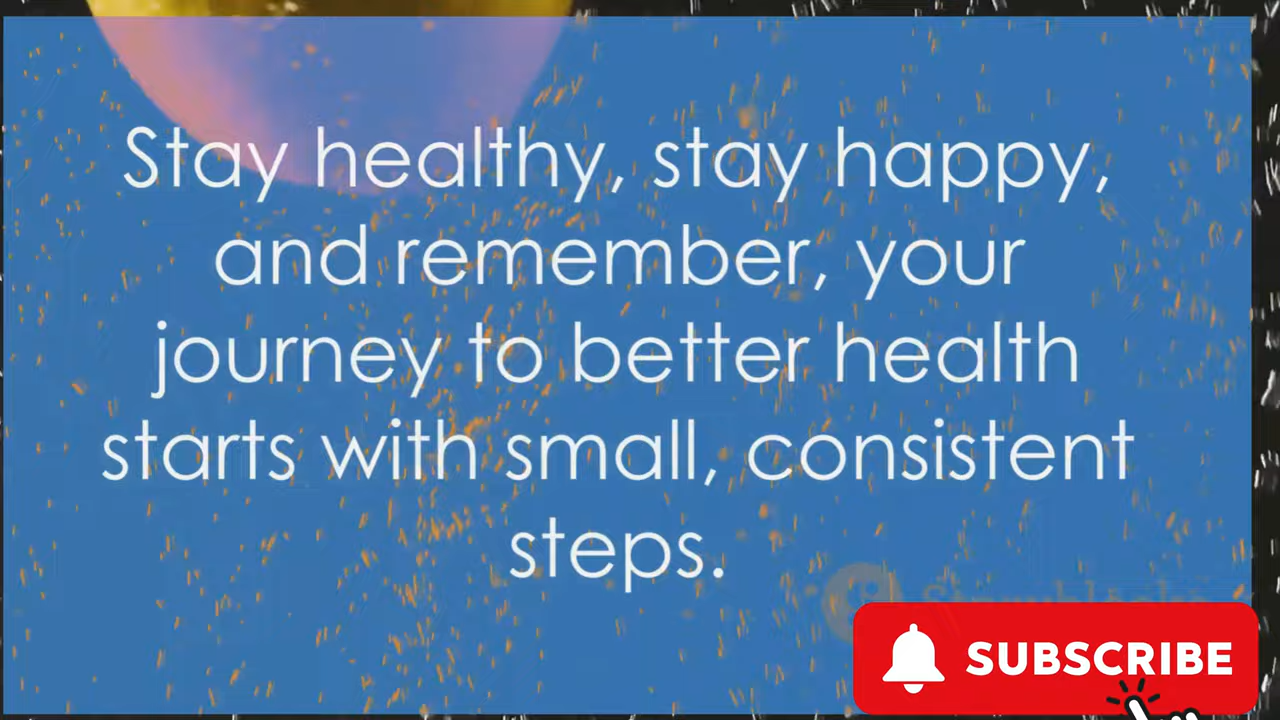 Stay healthy, stay happy,
and remember, your
journey to better health
starts with small, consistent
steps.
SUBSCRIBE